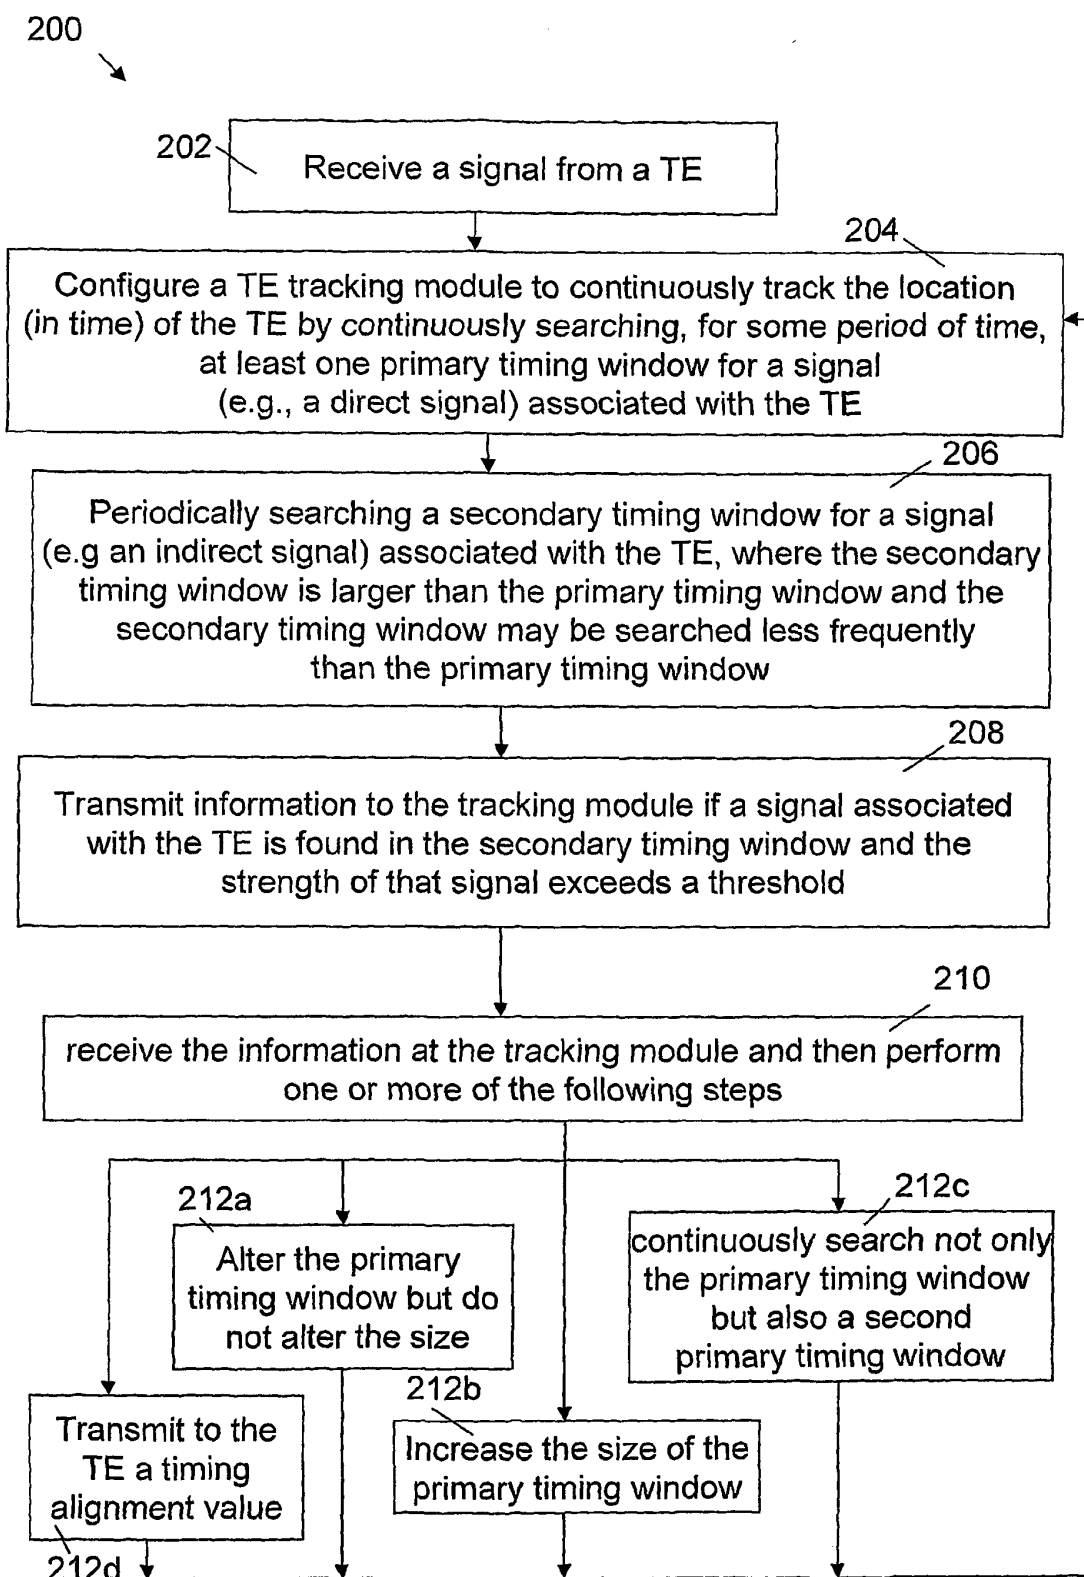 200
202
Receive a signal from a TE
204
Configure a TE tracking module to continuously track the location
(in time) of the TE by continuously searching, for some period of time,
at least one primary timing window for a signal
(e.g., a direct signal) associated with the TE
206
Periodically searching a secondary timing window for a signal
(e.g an indirect signal) associated with the TE, where the secondary
timing window is larger than the primary timing window and the
secondary timing window may be searched less frequently
than the primary timing window
208
Transmit information to the tracking module if a signal associated
with the TE is found in the secondary timing window and the
strength of that signal exceeds a threshold
210
receive the information at the tracking module and then perform
one or more of the following steps
212a
Alter the primary
timing window but do
not alter the size
212c
continuously search not only
the primary timing window
but also a second
primary timing window
212b
Increase the size of the
primary timing window
Transmit to the
TE a timing
alignment value
212d